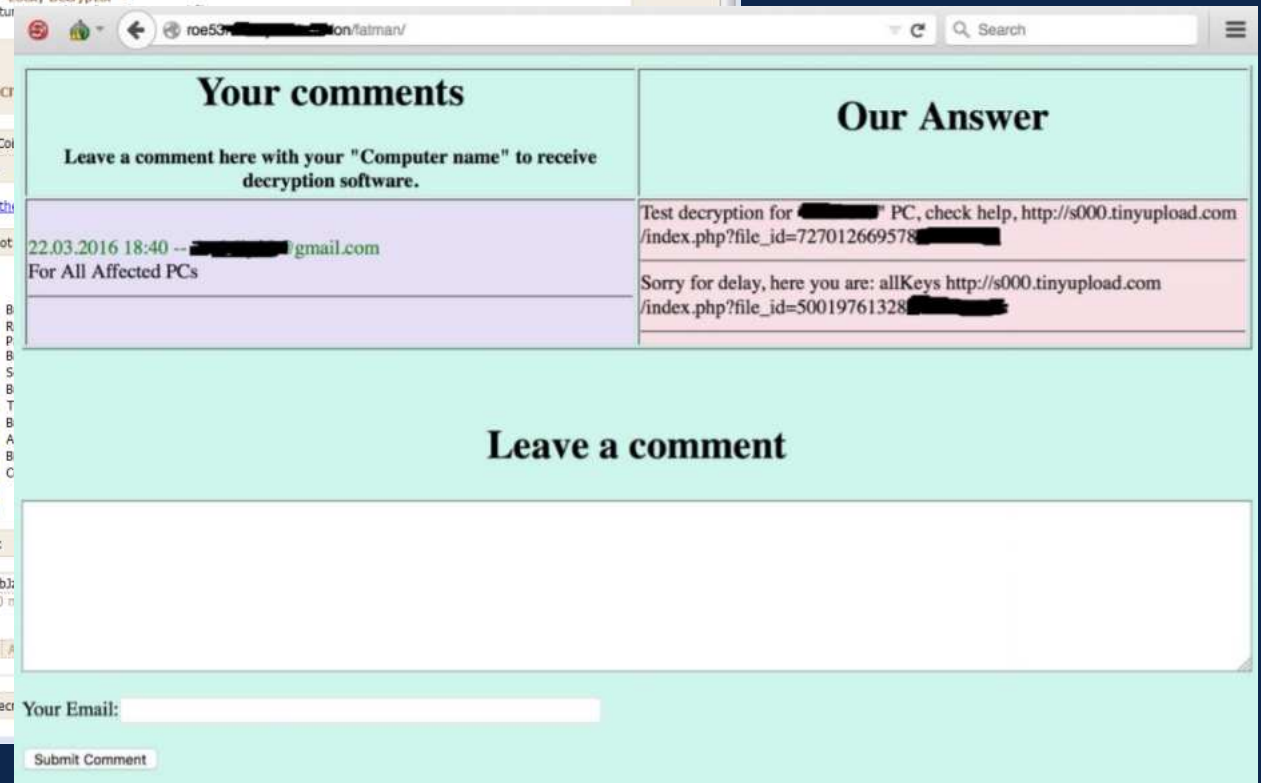 roe53 on/fatman/
Search
Your comments
Leave a comment here with your "Computer name" to receive
decryption software.
Our Answer
22.03.2016 18:40 -- gmail.com
For All Affected PCs
Test decryption for " PC, check help, http://s000.tinyupload.com
/index.php?file_id=727012669578
Sorry for delay, here you are: allKeys http://s000.tinyupload.com
/index.php?file_id=50019761328
Leave a comment
Your Email:
Submit Comment